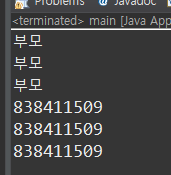 Problems Javadoc
<terminated> main [Java App
부모
부모
부모
838411509
838411509
838411509